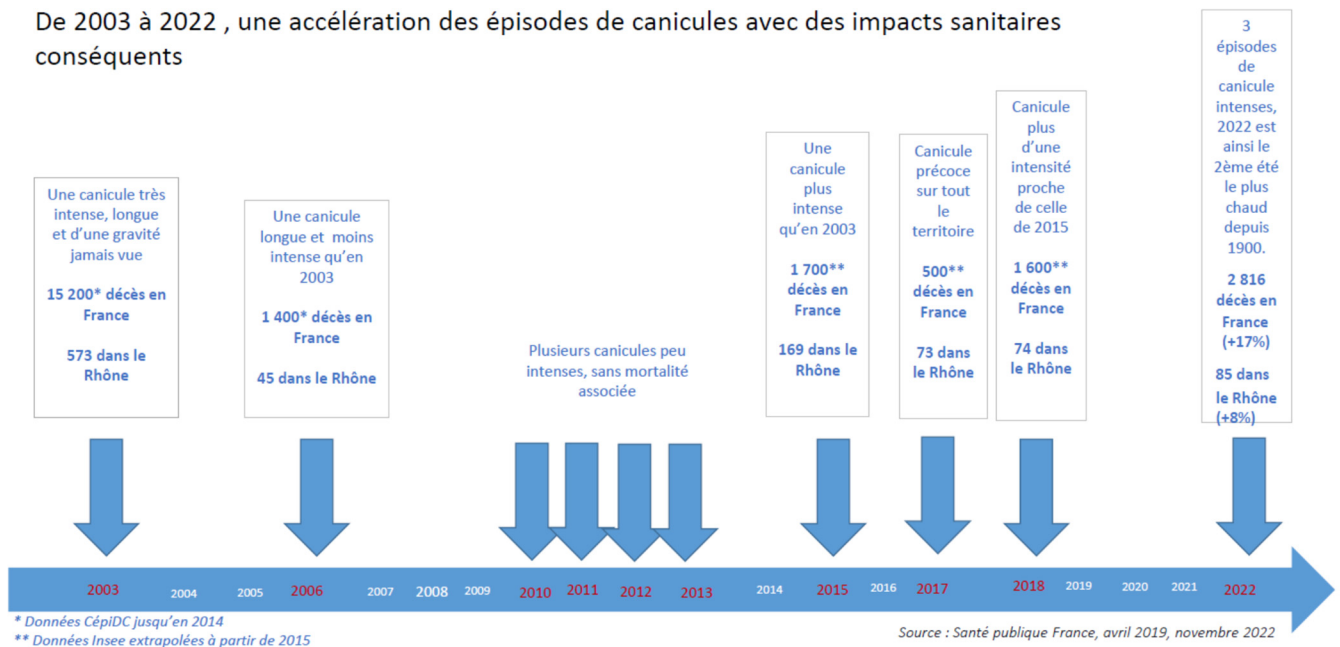 De 2003 à 2022 , une accélération des épisodes de canicules avec des impacts sanitaires
conséquents
Une canicule très
intense, longue
et d'une gravité
jamais vue
15 200* décès en
France
573 dans le
Rhône
Une canicule
longue et moins
intense qu'en
2003
1 400* décès en
France
45 dans le Rhône
Plusieurs canicules peu
intenses, sans mortalité
associée
Une
canicule
plus
intense
qu'en 2003
1 700**
décès en
France
169 dans le
Rhône
Canicule
précoce
sur tout
le
territoire
500**
décès en
France
73 dans
le Rhône
Canicule
plus
d'une
intensité
proche
de celle
de 2015
1 600**
décès en
France
74 dans
le Rhône
3
épisodes
de
canicule
intenses,
2022 est
ainsi le
2ème été
le plus
chaud
depuis
1900.
2 816
décès en
France
(+17%)
85 dans
le Rhône
(+8%)
2003 2004 2005 2006 2007 2008 2009 2010 2011 2012 2013 2014 2015 2016 2017 2018 2019 2020 2021 2022
* Données CépiDC jusqu'en 2014
** Données Insee extrapolées à partir de 2015
Source : Santé publique France, avril 2019, novembre 2022